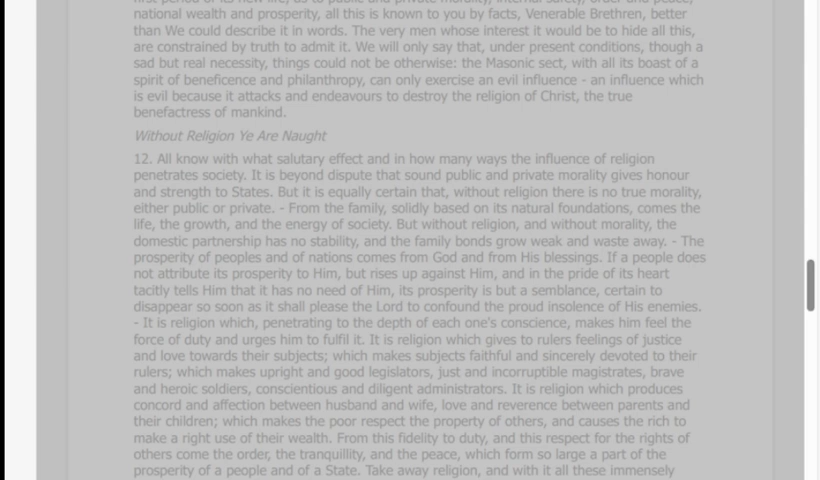 first period of its new life, as to public and private morality, internal safety, order and peace,
national wealth and prosperity, all this is known to you by facts, Venerable Brethren, better
than We could describe it in words. The very men whose interest it would be to hide all this,
are constrained by truth to admit it. We will only say that, under present conditions, though a
sad but real necessity, things could not be otherwise: the Masonic sect, with all its boast of a
spirit of beneficence and philanthropy, can only exercise an evil influence - an influence which
is evil because it attacks and endeavours to destroy the religion of Christ, the true
benefactress of mankind.
Without Religion Ye Are Naught
12. All know with what salutary effect and in how many ways the influence of religion
penetrates society. It is beyond dispute that sound public and private morality gives honour
and strength to States. But it is equally certain that, without religion there is no true morality,
either public or private. - From the family, solidly based on its natural foundations, comes the
life, the growth, and the energy of society. But without religion, and without morality, the
domestic partnership has no stability, and the family bonds grow weak and waste away. - The
prosperity of peoples and of nations comes from God and from His blessings. If a people does
not attribute its prosperity to Him, but rises up against Him, and in the pride of its heart
tacitly tells Him that it has no need of Him, its prosperity is but a semblance, certain to
disappear so soon as it shall please the Lord to confound the proud insolence of His enemies.
- It is religion which, penetrating to the depth of each one's conscience, makes him feel the
force of duty and urges him to fulfil it. It is religion which gives to rulers feelings of justice
and love towards their subjects; which makes subjects faithful and sincerely devoted to their
rulers; which makes upright and good legislators, just and incorruptible magistrates, brave
and heroic soldiers, conscientious and diligent administrators. It is religion which produces
concord and affection between husband and wife, love and reverence between parents and
their children; which makes the poor respect the property of others, and causes the rich to
make a right use of their wealth. From this fidelity to duty, and this respect for the rights of
others come the order, the tranquillity, and the peace, which form so large a part of the
prosperity of a people and of a State. Take away religion, and with it all these immensely